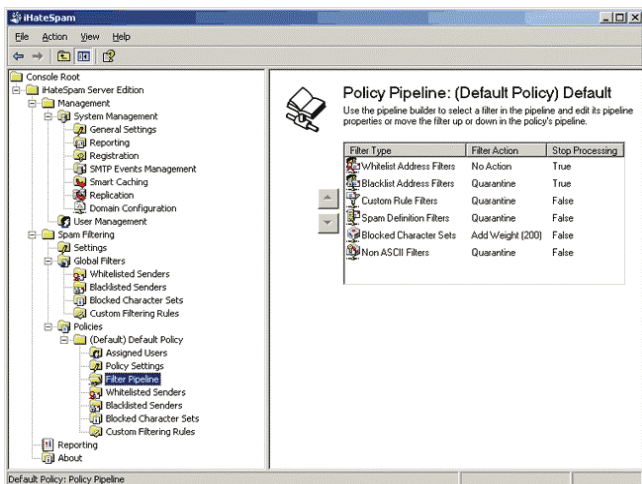 iHateSpam
File Action View Help
Console Root
iHateSpam Server Edition
Management
System Management
General Settings
Reporting
Registration
SMTP Events Management
Smart Caching
Replication
Domain Configuration
User Management
Spam Filtering
Settings
Global Filters
Whitelisted Senders
Blacklisted Senders
Blocked Character Sets
Custom Filtering Rules
Policies
(Default) Default Policy
Assigned Users
Policy Settings
Filter Pipeline
Whitelisted Senders
Blacklisted Senders
Blocked Character Sets
Custom Filtering Rules
Reporting
About
Policy Pipeline: (Default Policy) Default
Use the pipeline builder to select a filter in the pipeline and edit its pipeline
properties or move the filter up or down in the policy's pipeline.
Filter Type Filter Action Stop Processing
Whitelist Address Filters No Action True
Blacklist Address Filters Quarantine True
Custom Rule Filters Quarantine False
Spam Definition Filters Quarantine False
Blocked Character Sets Add Weight (200) False
Non ASCII Filters Quarantine False
Default Policy: Policy Pipeline